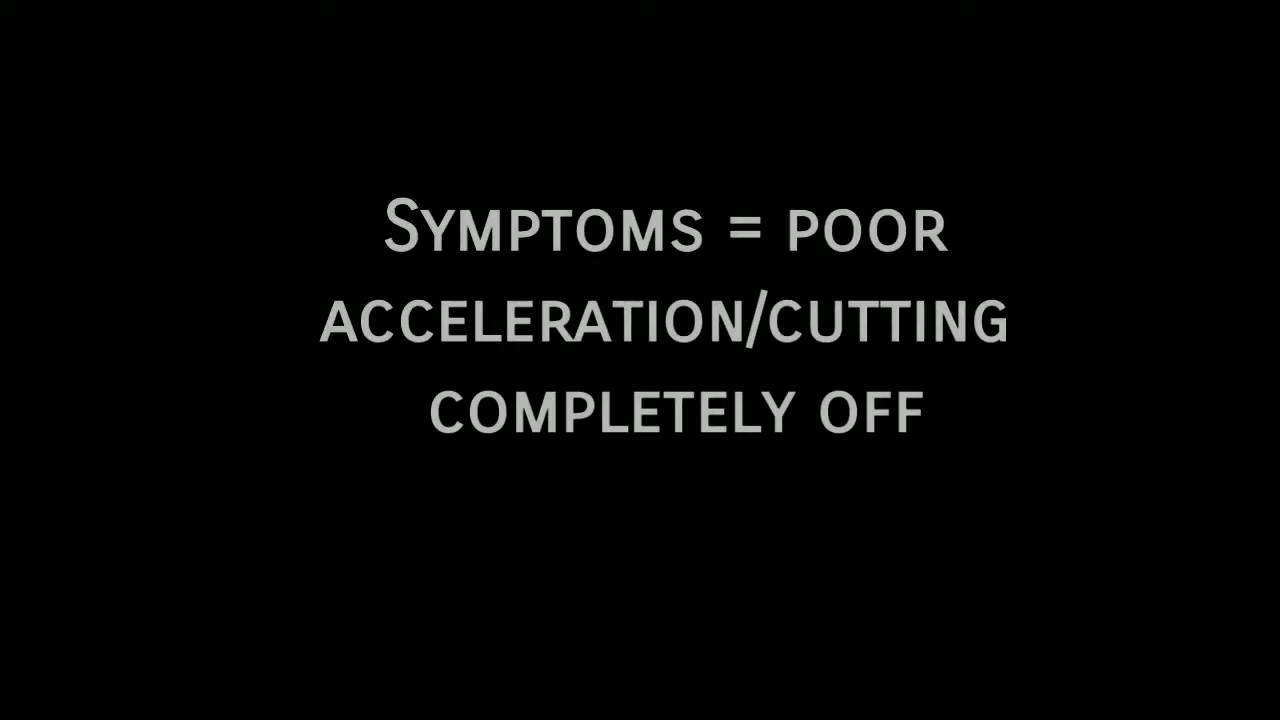 Symptoms = poor
acceleration/cutting
completely off